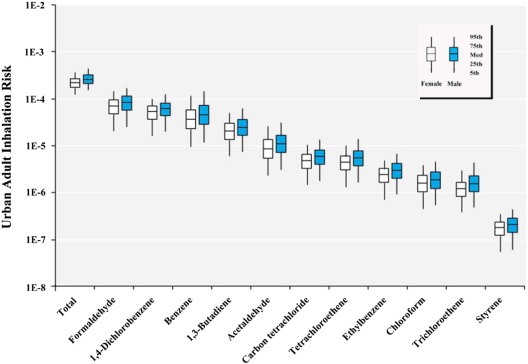 Urban Adult Inhalation Risk
1E-2
1E-3
1E-4
1E-5
1E-6
1E-7
1E-8
95th
75th
Med
25th
5th
Female Male
Total
Formaldehyde
1,4-Dichlorobenzene
Benzene
1,3-Butadiene
Acetaldehyde
Carbon tetrachloride
Tetrachloroethene
Ethylbenzene
Chloroform
Trichloroethene
Styrene